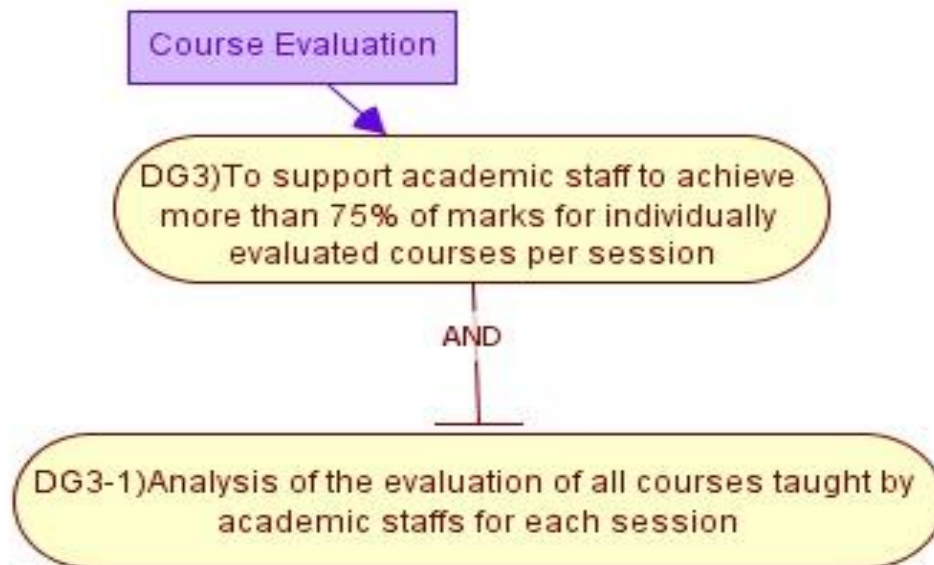 Course Evaluation
DG3)To support academic staff to achieve
more than 75% of marks for individually
evaluated courses per session
AND
DG3-1)Analysis of the evaluation of all courses taught by
academic staffs for each session